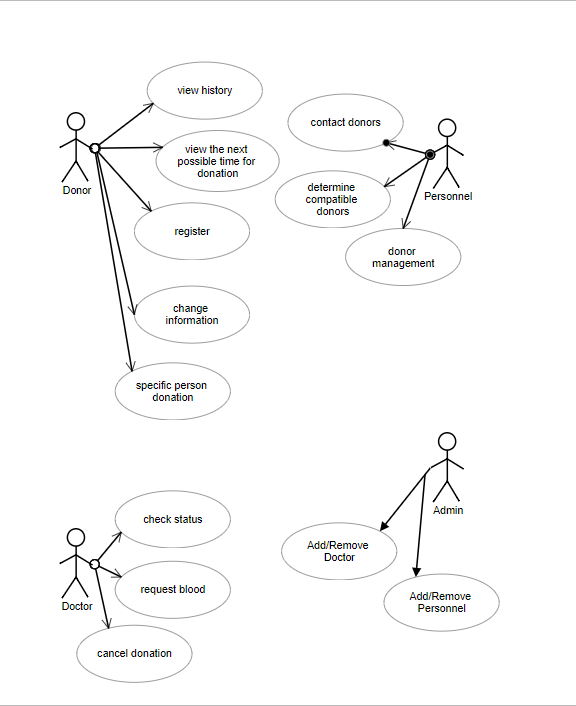 view history
view the next
possible time for
donation
Donor
register
change
information
specific person
donation
contact donors
Personnel
determine
compatible
donors
donor
management
check status
Doctor
request blood
cancel donation
Admin
Add/Remove
Doctor
Add/Remove
Personnel